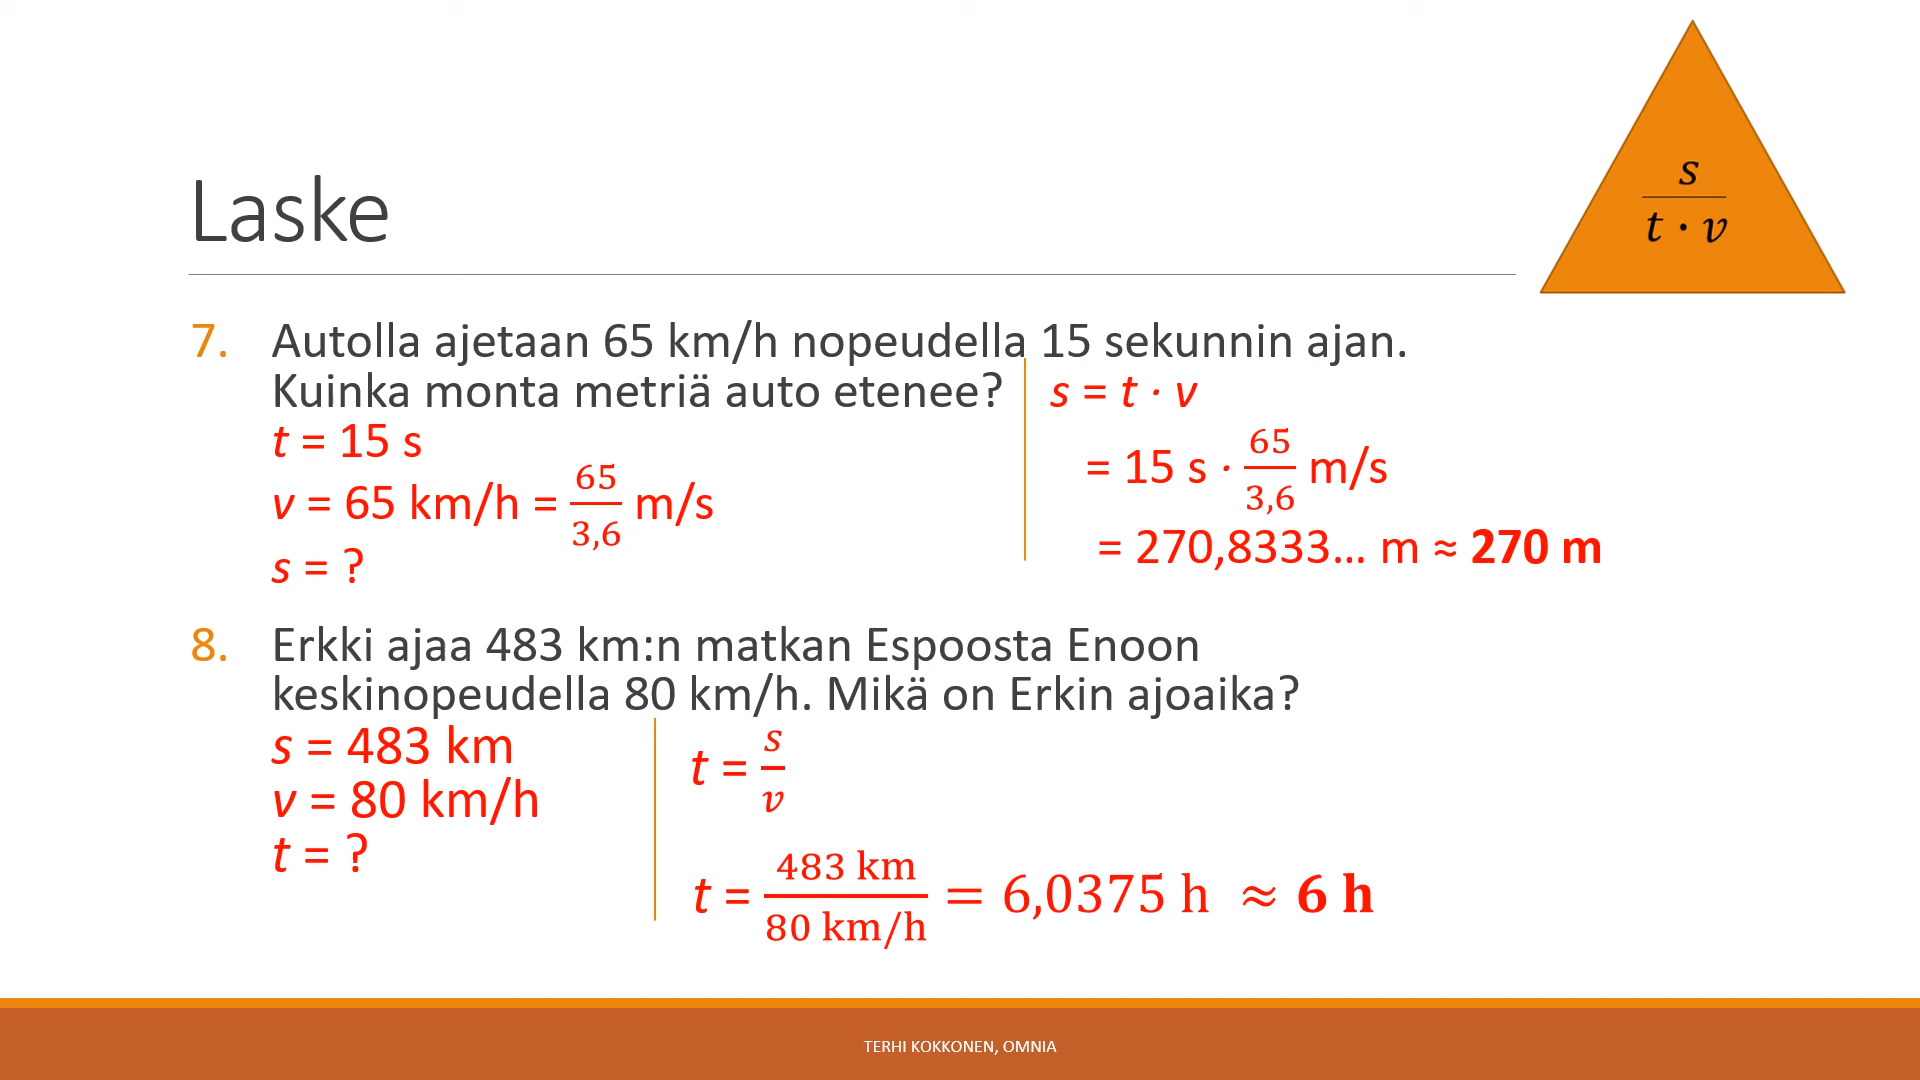 Laske
s
t · v
7. Autolla ajetaan 65 km/h nopeudella 15 sekunnin ajan.
Kuinka monta metriä auto etenee?
t = 15 s
v = 65 km/h = 65/3,6 m/s
s = ?
s = t · v
= 15 s · 65/3,6 m/s
= 270,8333… m ≈ 270 m
8. Erkki ajaa 483 km:n matkan Espoosta Enoon
keskinopeudella 80 km/h. Mikä on Erkin ajoaika?
s = 483 km
v = 80 km/h
t = ?
t = s/v
t = 483 km/80 km/h = 6,0375 h ≈ 6 h
TERHI KOKKONEN, OMNIA